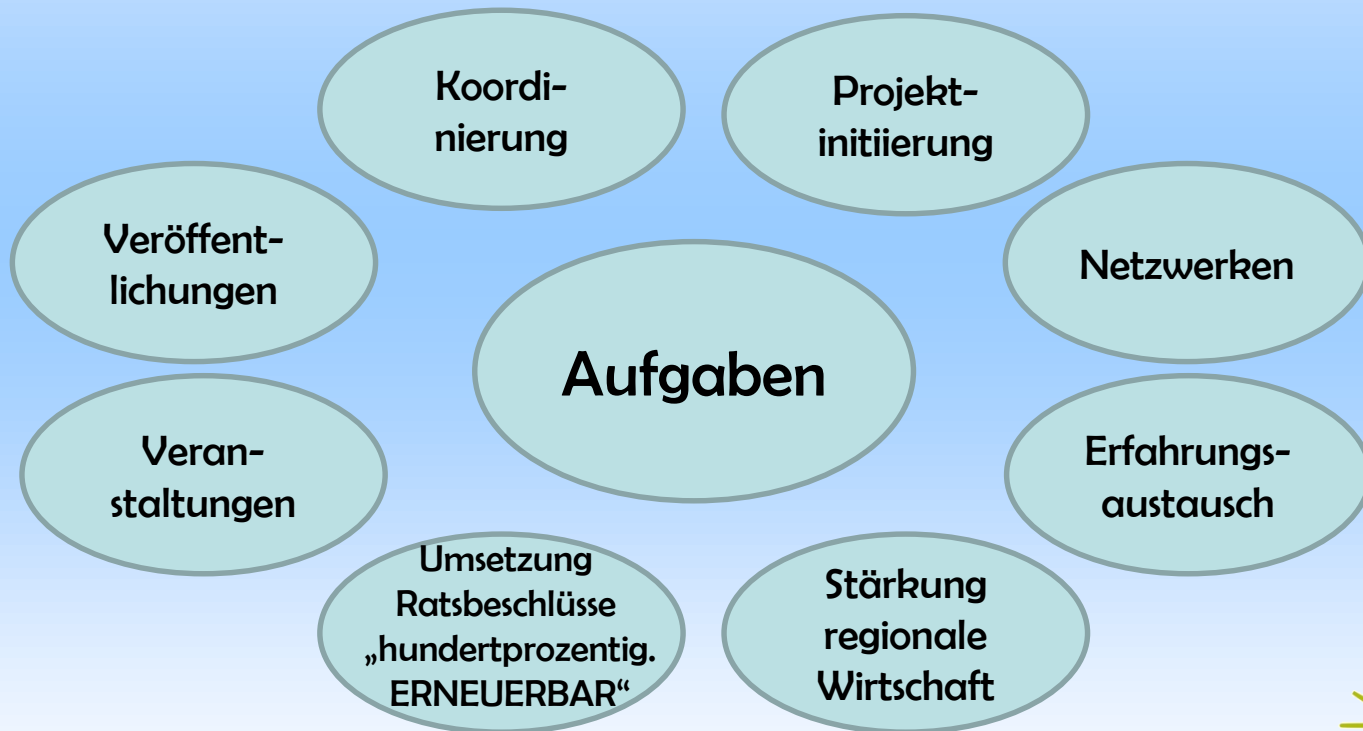 Koordi-
nierung
Projekt-
initiierung
Veröffent-
lichungen
Netzwerken
Aufgaben
Veran-
staltungen
Erfahrungs-
austausch
Umsetzung
Ratsbeschlüsse
„hundertprozentig.
ERNEUERBAR“
Stärkung
regionale
Wirtschaft